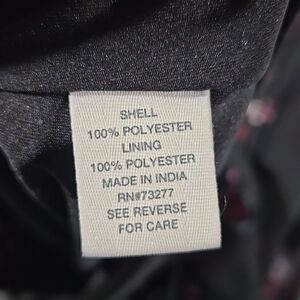 SHELL
100% POLYESTER
LINING
100% POLYESTER
MADE IN INDIA
RN#73277
SEE REVERSE
FOR CARE